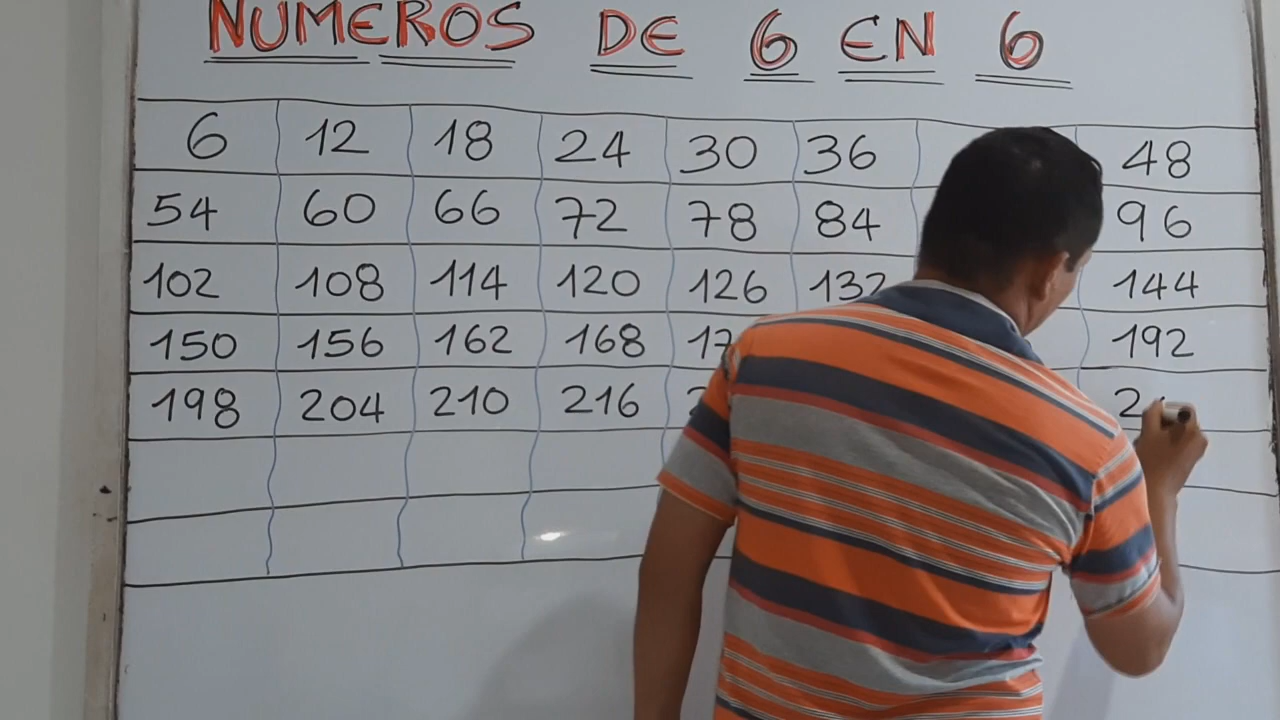 NUMEROS DE 6 EN 6
6 12 18 24 30 36 48
54 60 66 72 78 84 96
102 108 114 120 126 132 144
150 156 162 168 192
198 204 210 216